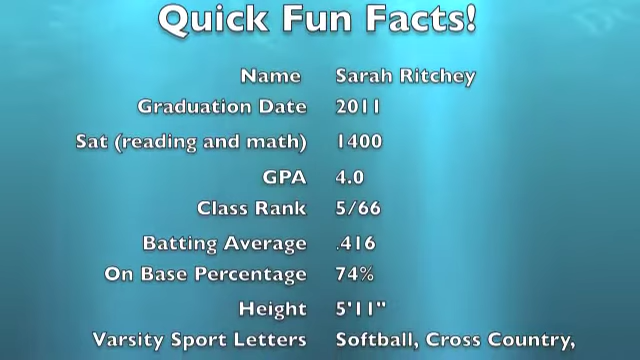 Quick Fun Facts!
Name Sarah Ritchey
Graduation Date 2011
Sat (reading and math) 1400
GPA 4.0
Class Rank 5/66
Batting Average .416
On Base Percentage 74%
Height 5'11"
Varsity Sport Letters Softball, Cross Country,